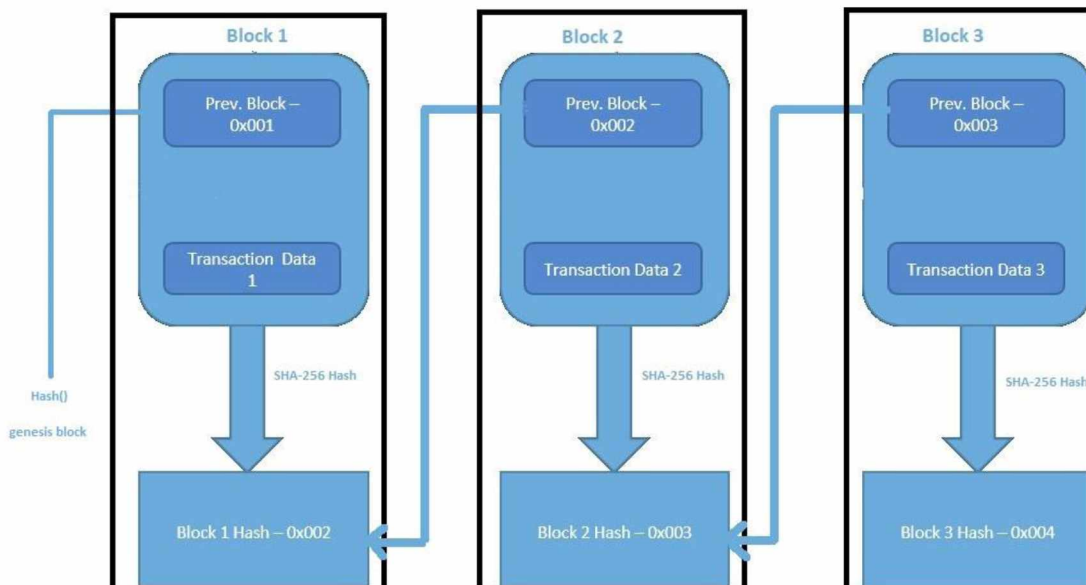 Block 1
Prev. Block –
0x001
Transaction Data
1
SHA-256 Hash
Hash()
genesis block
Block 1 Hash – 0x002
Block 2
Prev. Block –
0x002
Transaction Data 2
SHA-256 Hash
Block 2 Hash – 0x003
Block 3
Prev. Block –
0x003
Transaction Data 3
SHA-256 Hash
Block 3 Hash – 0x004